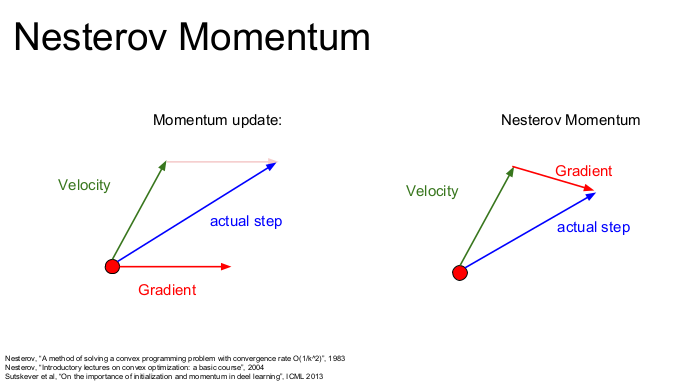 Nesterov Momentum
Momentum update:
Velocity
actual step
Gradient
Nesterov Momentum
Gradient
Velocity
actual step
Nesterov, “A method of solving a convex programming problem with convergence rate O(1/k^2)”, 1983
Nesterov, “Introductory lectures on convex optimization: a basic course”, 2004
Sutskever et al, “On the importance of initialization and momentum in deel learning”, ICML 2013